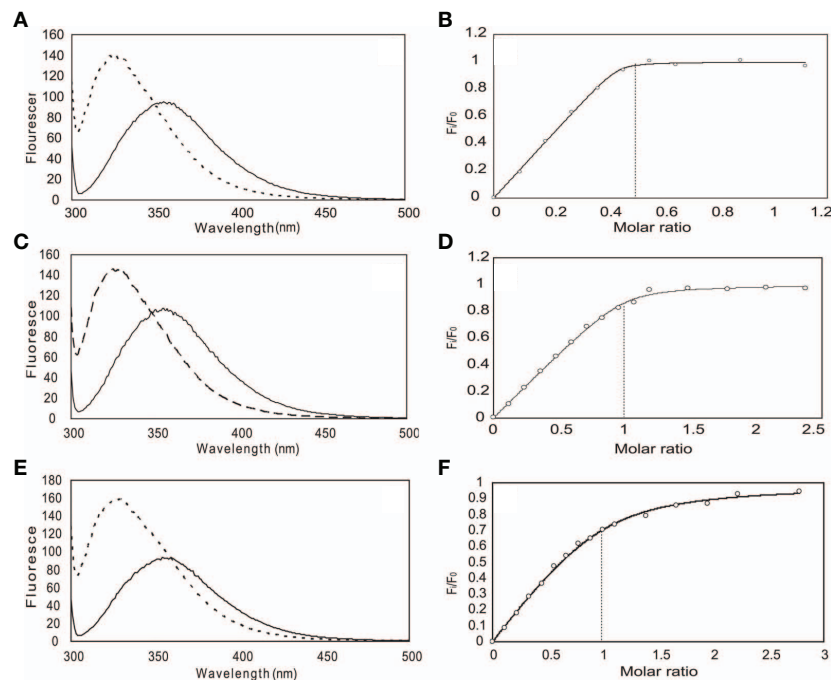 A
160
140
120
100
80
60
40
20
0
Flourescer
300 350 400 450 500
Wavelength(nm)
B
1.2
1
0.8
0.6
0.4
0.2
0
Fi/F0
0 0.2 0.4 0.6 0.8 1 1.2
Molar ratio
C
160
140
120
100
80
60
40
20
0
Fluoresce
300 350 400 450 500
Wavelength (nm)
D
1.2
1
0.8
0.6
0.4
0.2
0
Fi/F0
0 0.5 1 1.5 2 2.5
Molar ratio
E
180
160
140
120
100
80
60
40
20
0
Fluoresce
300 350 400 450 500
Wavelength (nm)
F
1
0.9
0.8
0.7
0.6
0.5
0.4
0.3
0.2
0.1
0
Fi/F0
0 0.5 1 1.5 2 2.5 3
Molar ratio